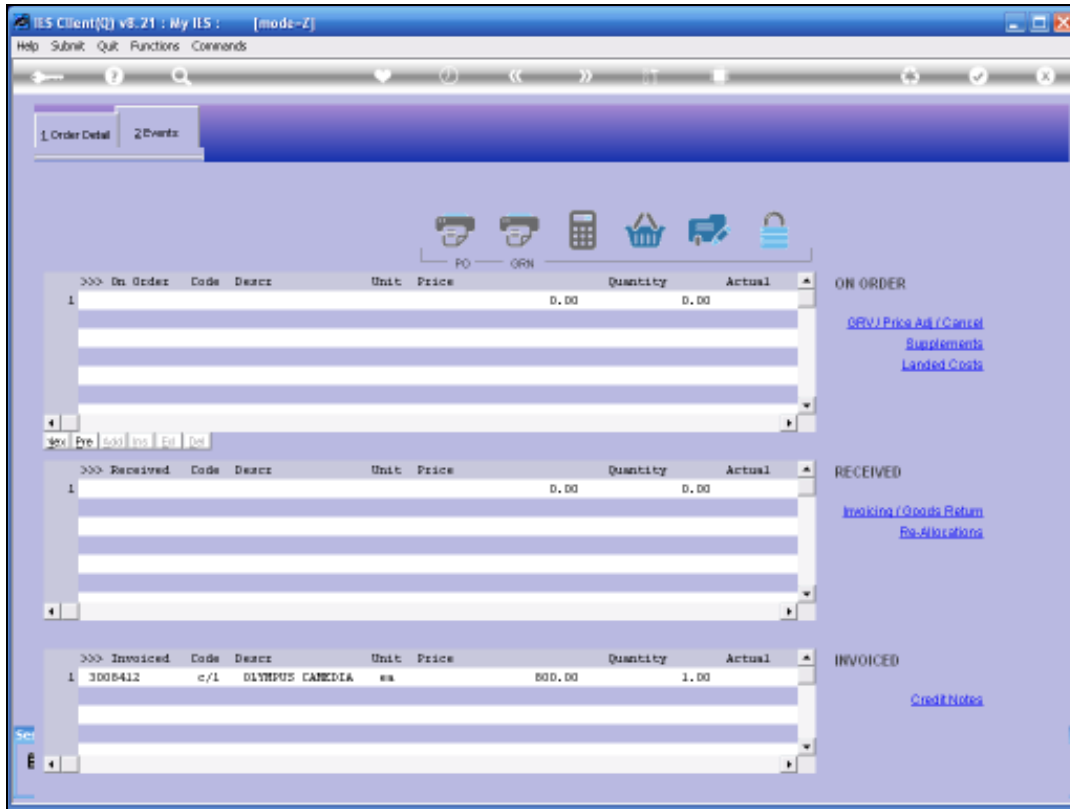 IES Client(Q) v8.21 : My IES : [mode=Z]
Help Submit Quit Functions Commands
1 Order Detail 2 Events
PO GRN
>>> On Order Code Descr Unit Price Quantity Actual
1 0.00 0.00
ON ORDER
GRV / Price Adj / Cancel
Supplements
Landed Costs
Nex Pre Add Ins Ed Del
>>> Received Code Descr Unit Price Quantity Actual
1 0.00 0.00
RECEIVED
Invoicing / Goods Return
Re-Allocations
>>> Invoiced Code Descr Unit Price Quantity Actual
1 3008412 c/1 OLYMPUS CAMEDIA ea 800.00 1.00
INVOICED
Credit Notes
Se